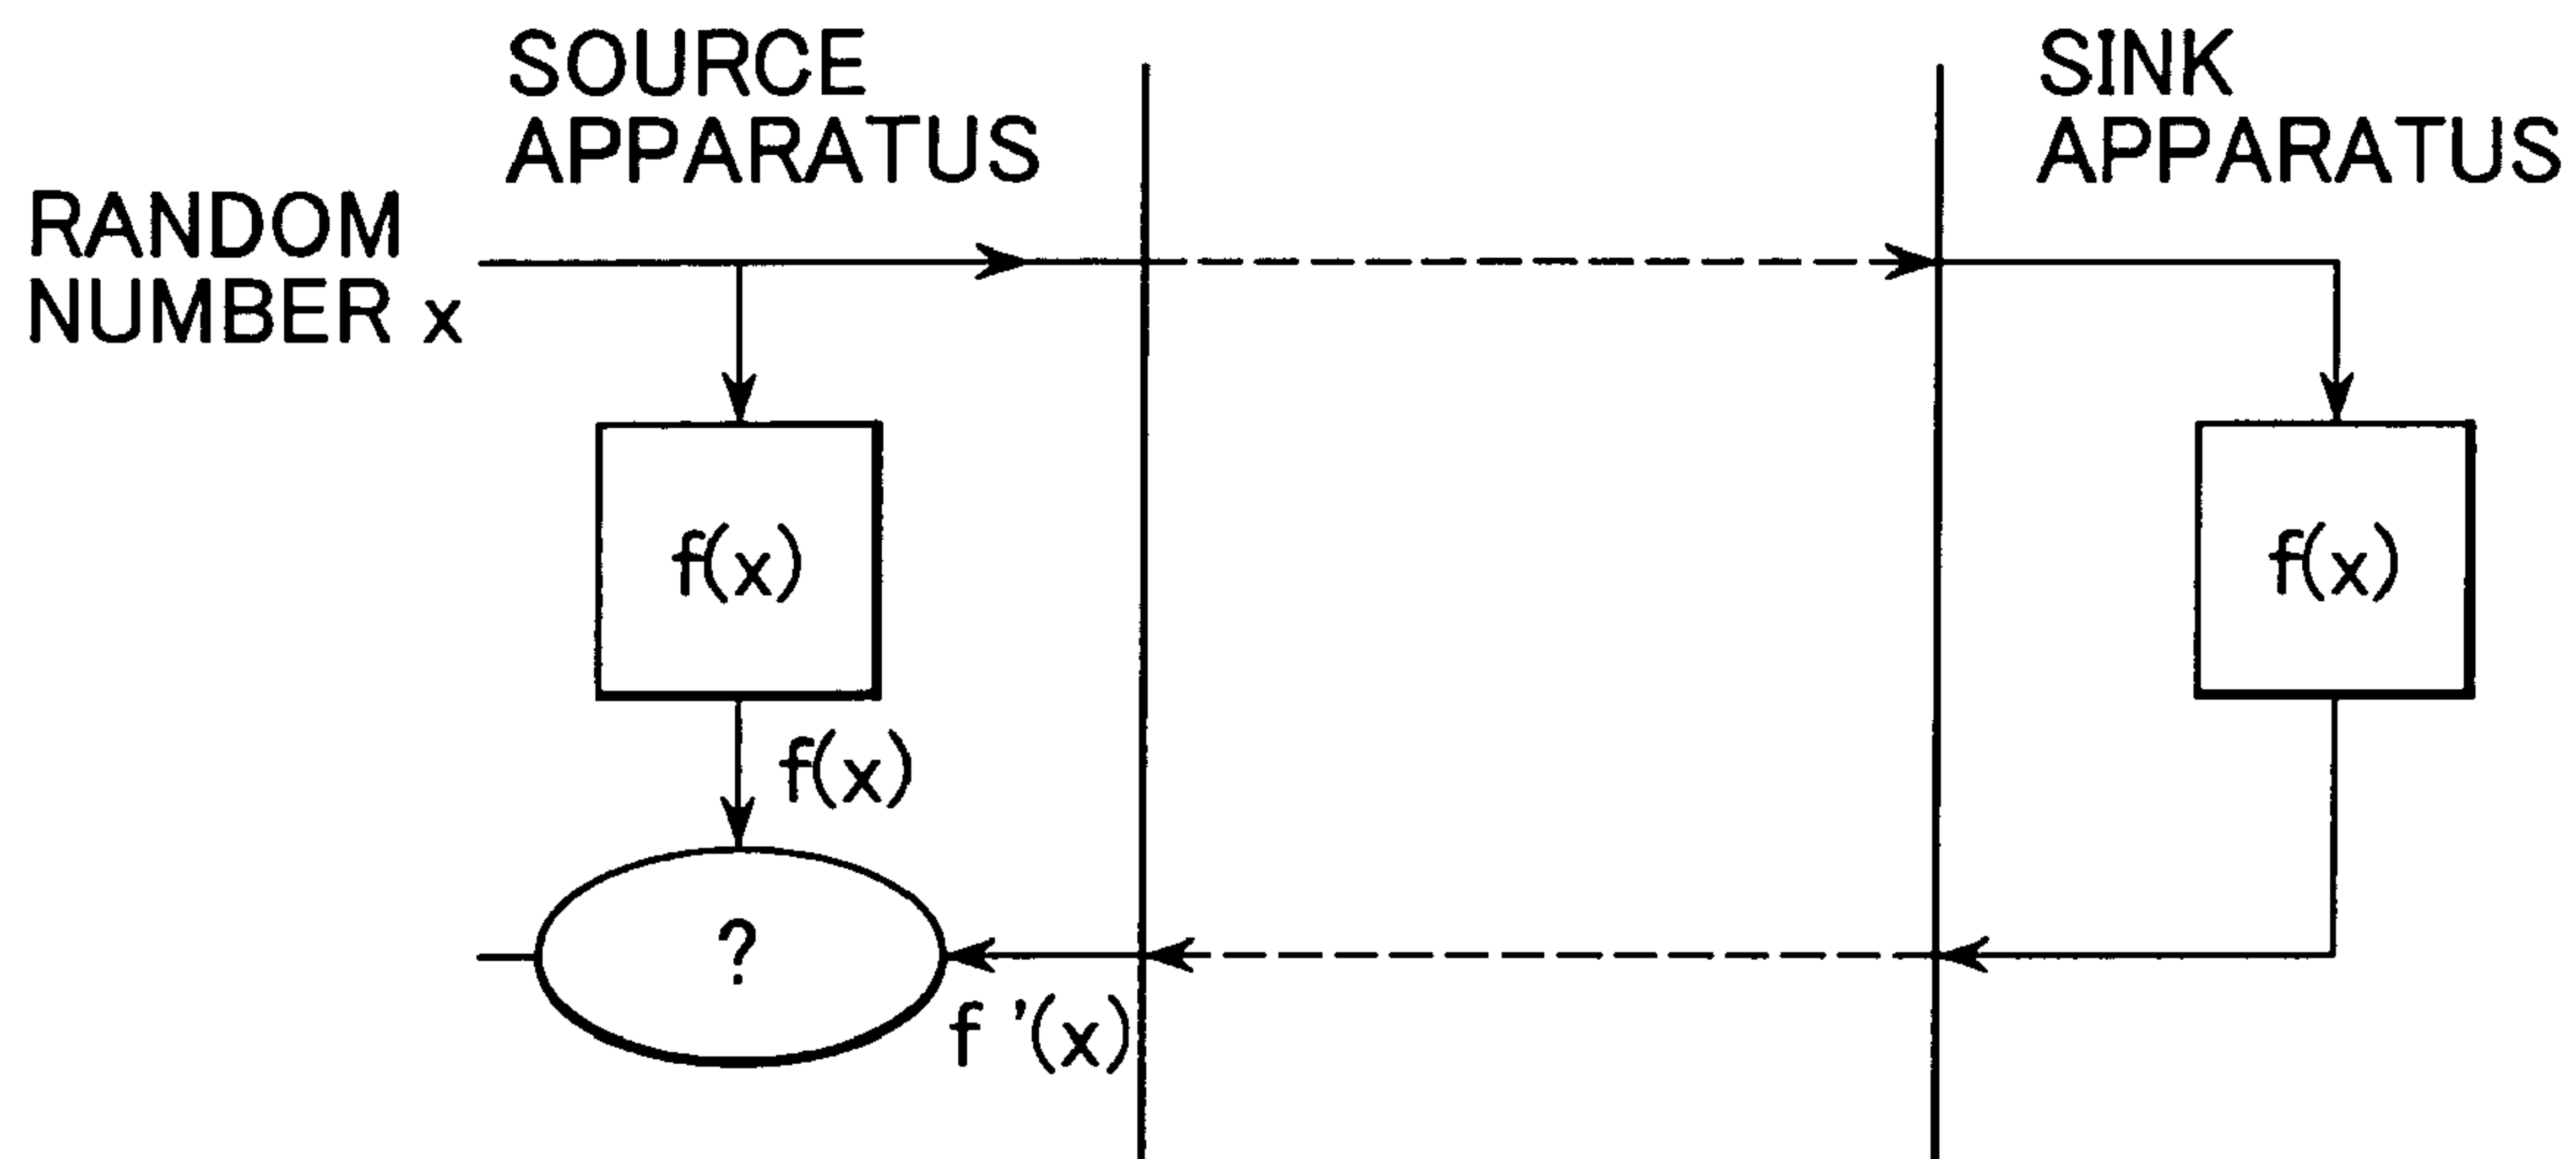 SOURCE
APPARATUS
SINK
APPARATUS
RANDOM
NUMBER x
f(x)
f(x)
f(x)
?
f '(x)